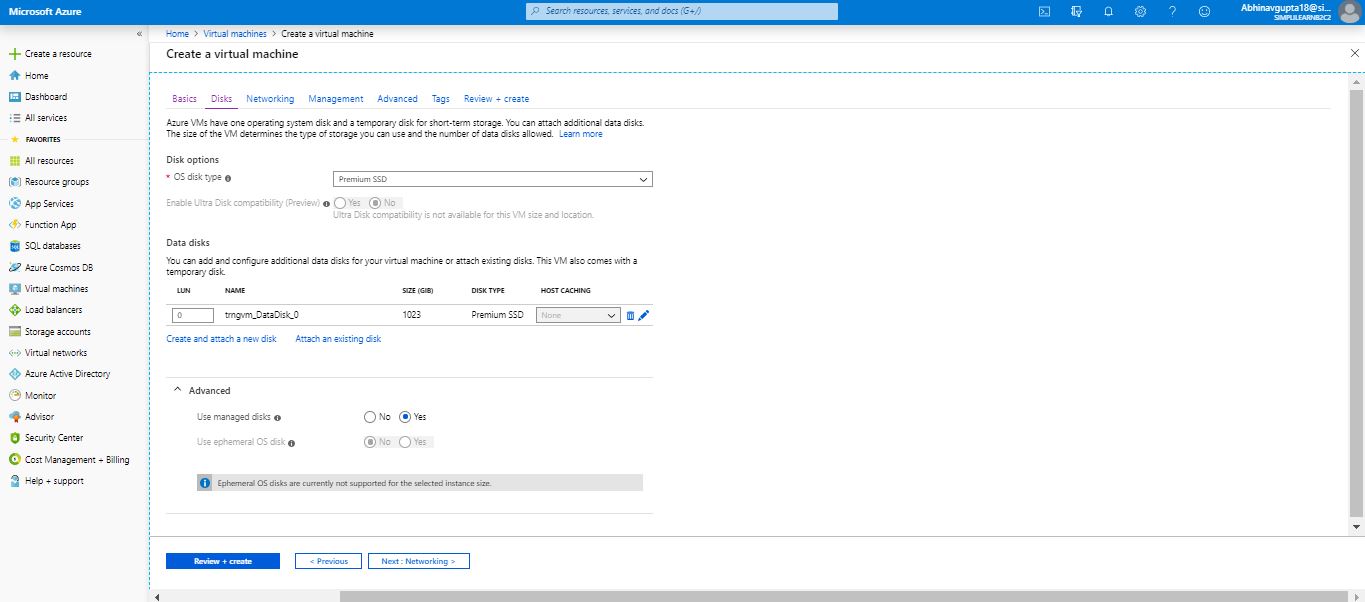 Microsoft Azure
Search resources, services, and docs (G+/)
Abhinavgupta18@si...
SIMPLILEARNB2C2
«
Create a resource
Home
Dashboard
All services
FAVORITES
All resources
Resource groups
App Services
Function App
SQL databases
Azure Cosmos DB
Virtual machines
Load balancers
Storage accounts
Virtual networks
Azure Active Directory
Monitor
Advisor
Security Center
Cost Management + Billing
Help + support
Home > Virtual machines > Create a virtual machine
Create a virtual machine
Basics Disks Networking Management Advanced Tags Review + create
Azure VMs have one operating system disk and a temporary disk for short-term storage. You can attach additional data disks.
The size of the VM determines the type of storage you can use and the number of data disks allowed. Learn more
Disk options
* OS disk type Premium SSD
Enable Ultra Disk compatibility (Preview) Yes No
Ultra Disk compatibility is not available for this VM size and location.
Data disks
You can add and configure additional data disks for your virtual machine or attach existing disks. This VM also comes with a
temporary disk.
LUN NAME SIZE (GIB) DISK TYPE HOST CACHING
0 trngvm_DataDisk_0 1023 Premium SSD None
Create and attach a new disk Attach an existing disk
Advanced
Use managed disks No Yes
Use ephemeral OS disk No Yes
Ephemeral OS disks are currently not supported for the selected instance size.
Review + create < Previous Next : Networking >